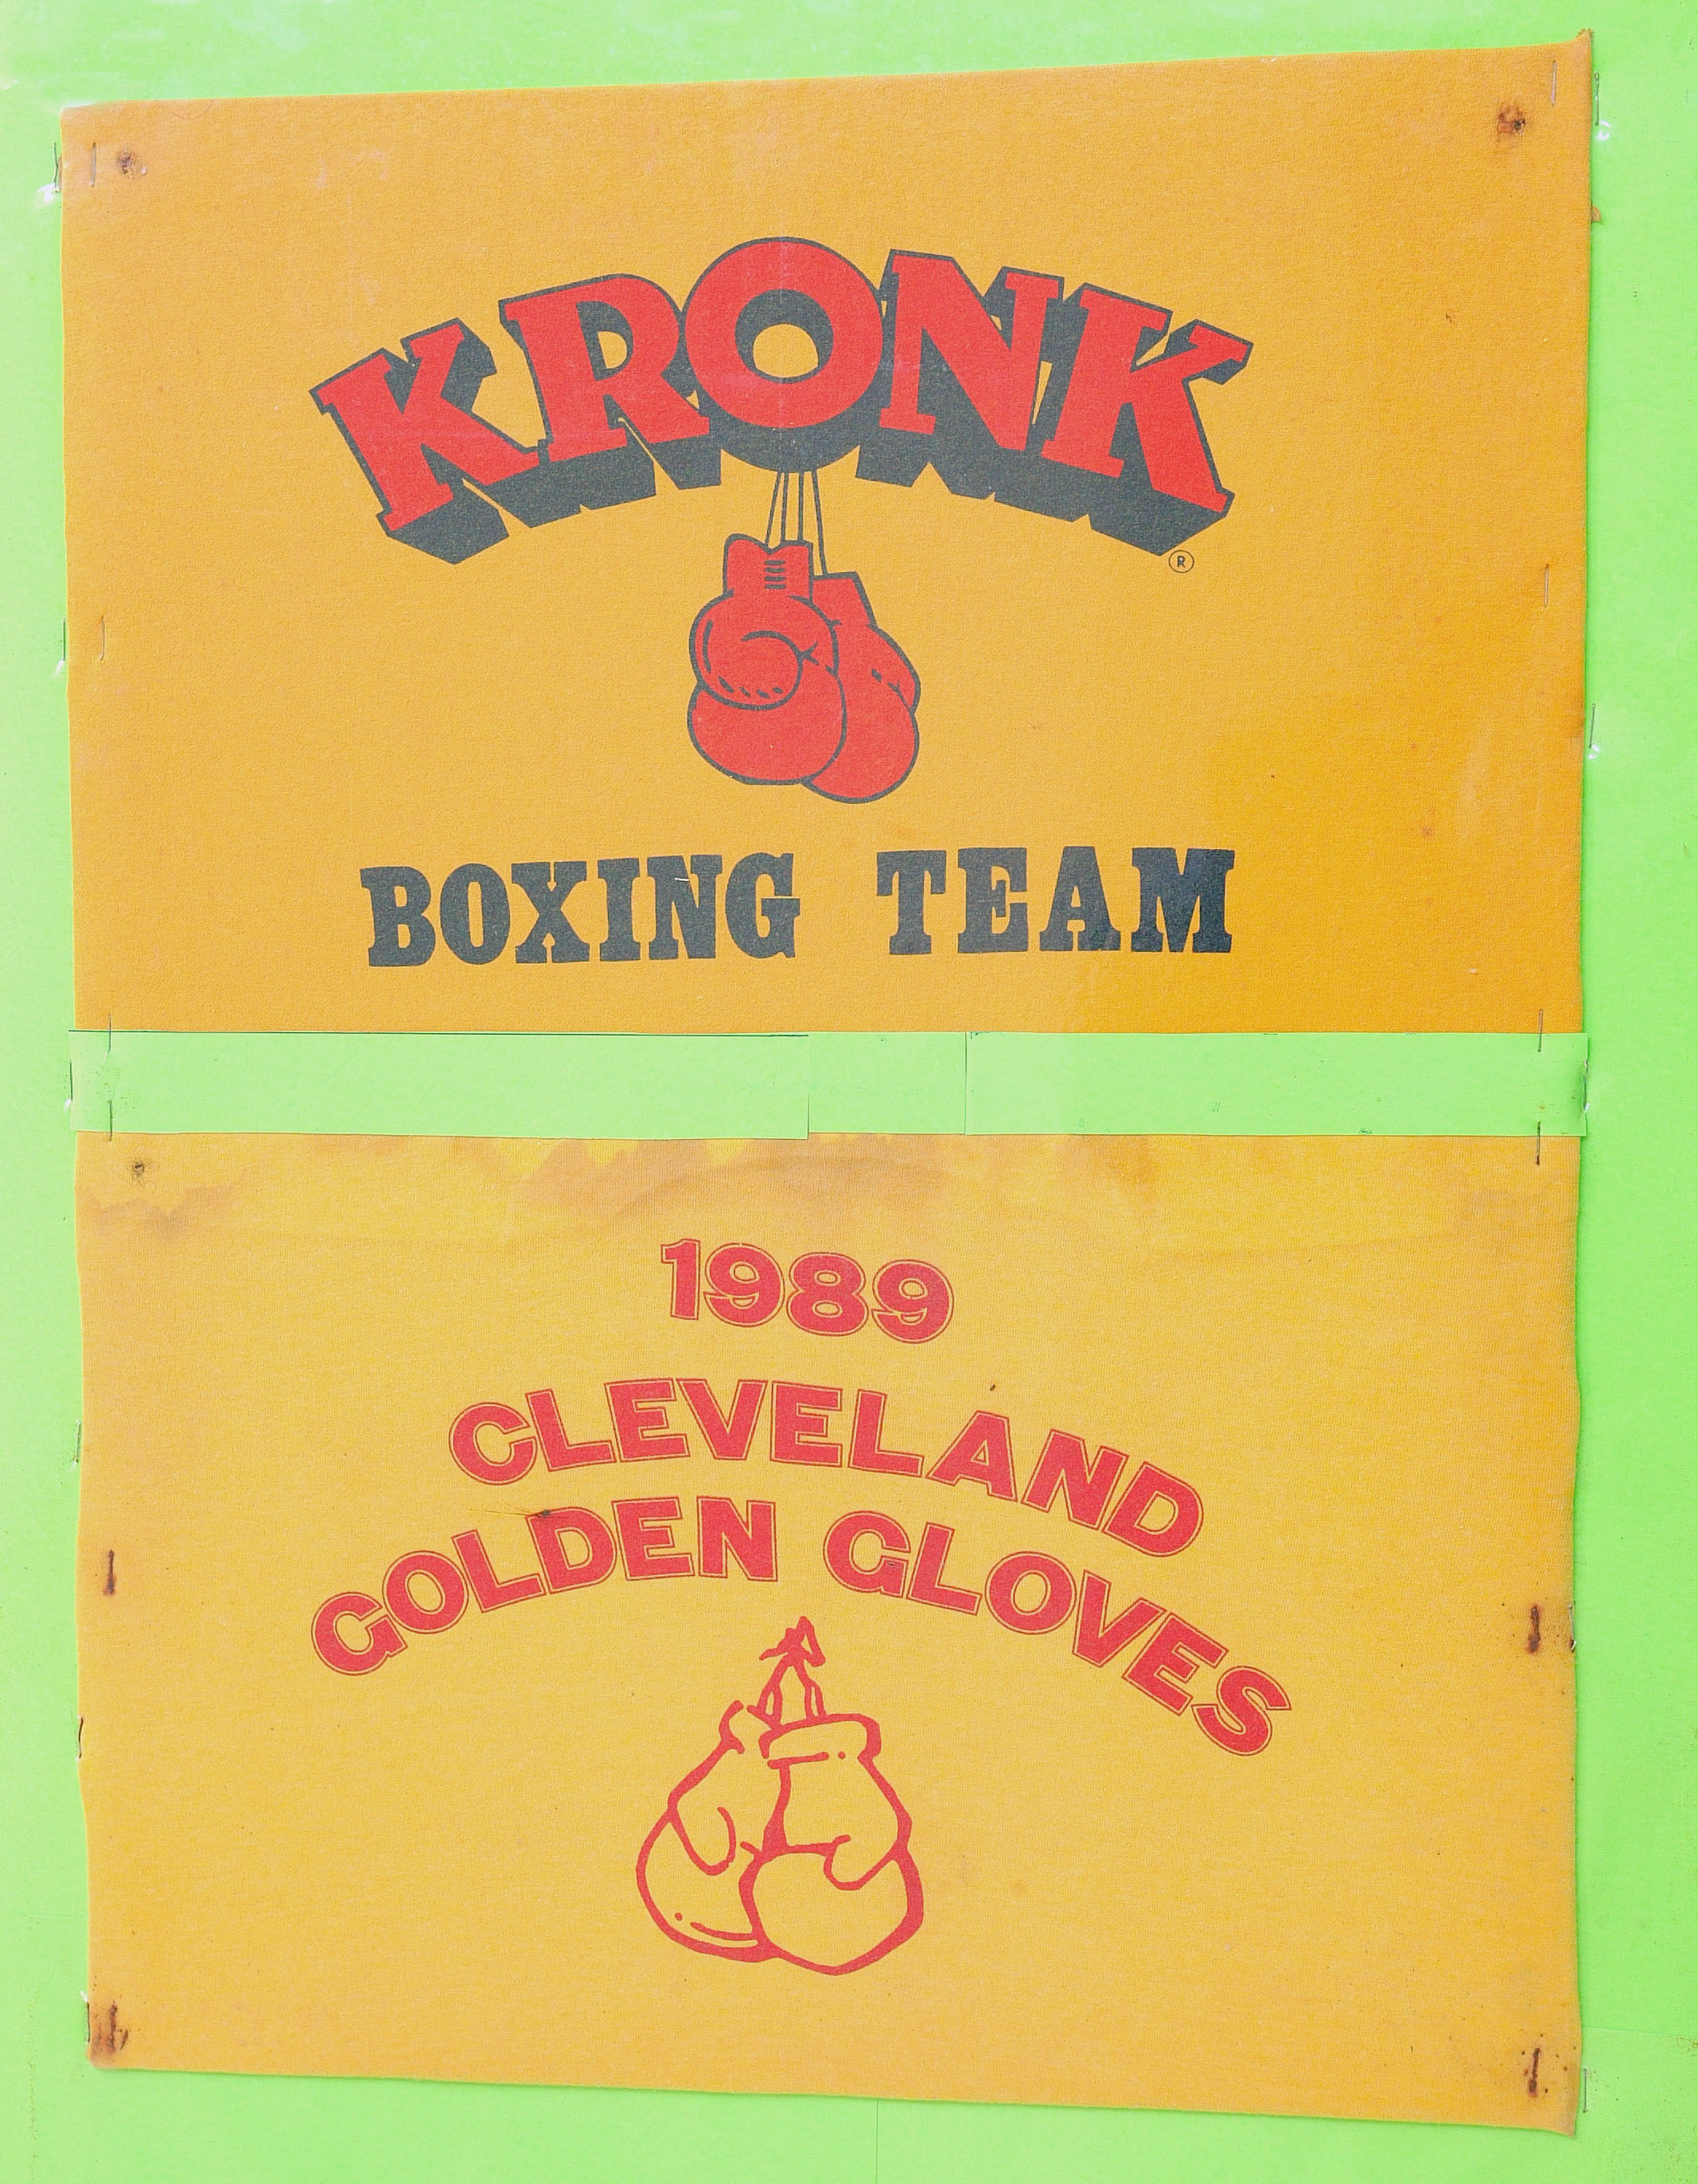 KRONK
®
BOXING TEAM
1989
CLEVELAND
GOLDEN GLOVES